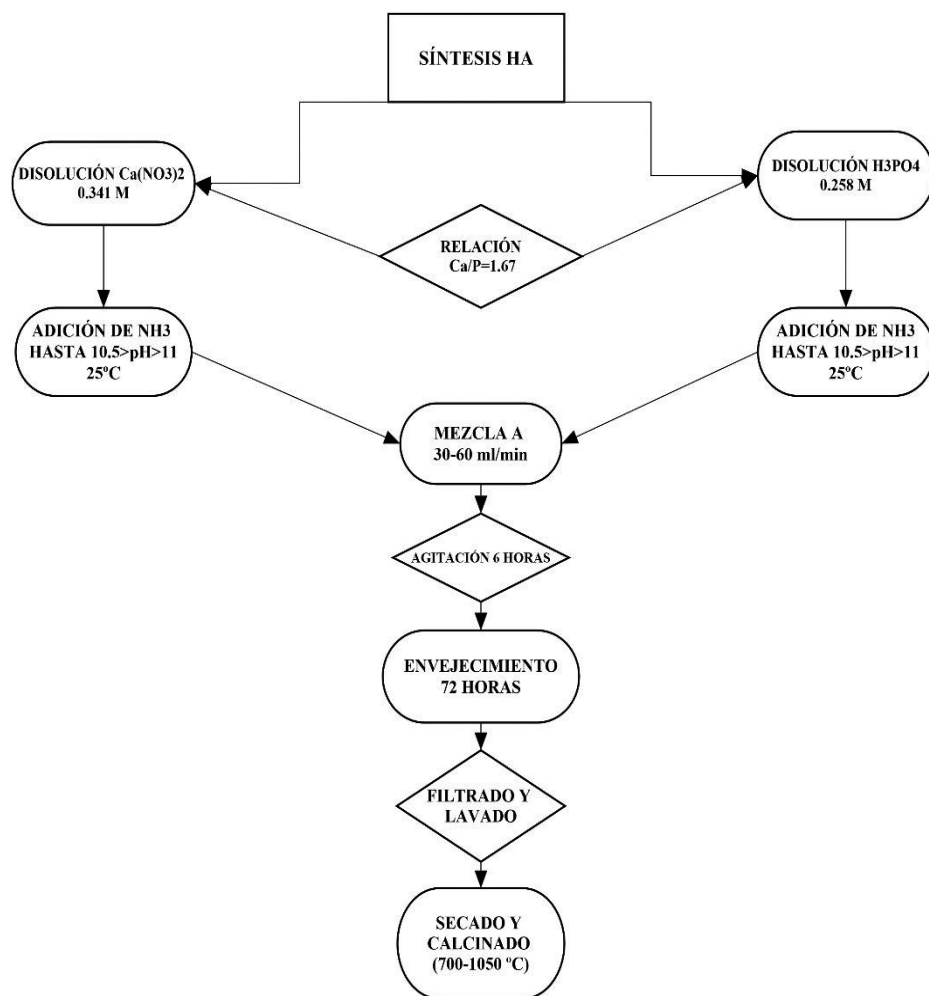 SÍNTESIS HA
DISOLUCIÓN Ca(NO3)2
0.341 M
DISOLUCIÓN H3PO4
0.258 M
RELACIÓN
Ca/P=1.67
ADICIÓN DE NH3
HASTA 10.5>pH>11
25ºC
ADICIÓN DE NH3
HASTA 10.5>pH>11
25ºC
MEZCLA A
30-60 ml/min
AGITACIÓN 6 HORAS
ENVEJECIMIENTO
72 HORAS
FILTRADO Y
LAVADO
SECADO Y
CALCINADO
(700-1050 ºC)